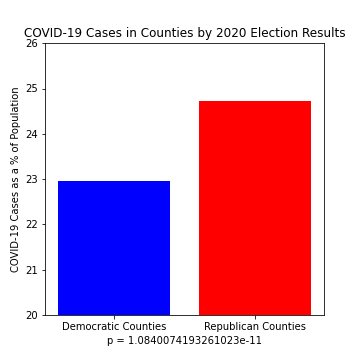 COVID-19 Cases in Counties by 2020 Election Results
COVID-19 Cases as a % of Population
26
25
24
23
22
21
20
Democratic Counties Republican Counties
p = 1.0840074193261023e-11